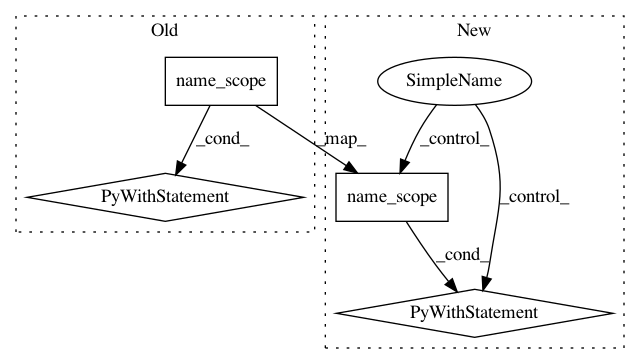 Old
New
name_scope
SimpleName
_cond_
_map_
_control_
PyWithStatement
name_scope
_control_
_cond_
PyWithStatement